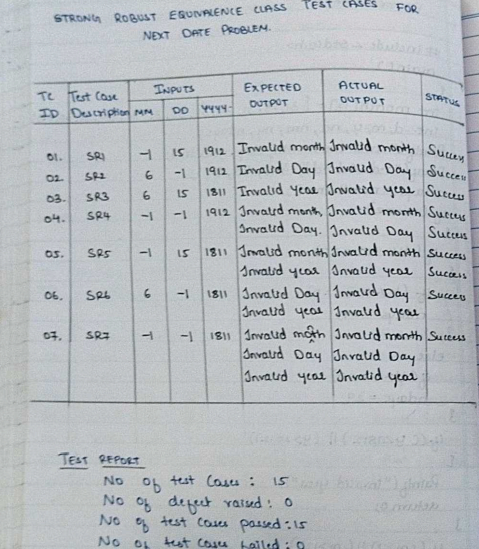 STRONG ROBUST EQUIVALENCE CLASS TEST CASES FOR
NEXT DATE PROBLEM.
TC ID Test Case Description INPUTS MM DD YYYY EXPECTED OUTPUT ACTUAL OUTPUT STATUS
01. SR1 -1 15 1912 Invalid month Invalid month Success
02 SR2 6 -1 1912 Invalid Day Invalid Day Success
03. SR3 6 15 1811 Invalid Year Invalid year Success
04. SR4 -1 -1 1912 Invalid month, Invalid month Success
Invalid Day. Invalid Day Success
05. SR5 -1 15 1811 Invalid month Invalid month Success
Invalid year Invalid year Success
06. SR6 6 -1 1811 Invalid Day Invalid Day Success
Invalid year Invalid year
07. SR7 -1 -1 1811 Invalid month Invalid month Success
Invalid Day Invalid Day
Invalid year Invalid year
TEST REPORT
No of test Cases : 15
No of defect raised : 0
No of test cases passed : 15
No of test cases failed : 0